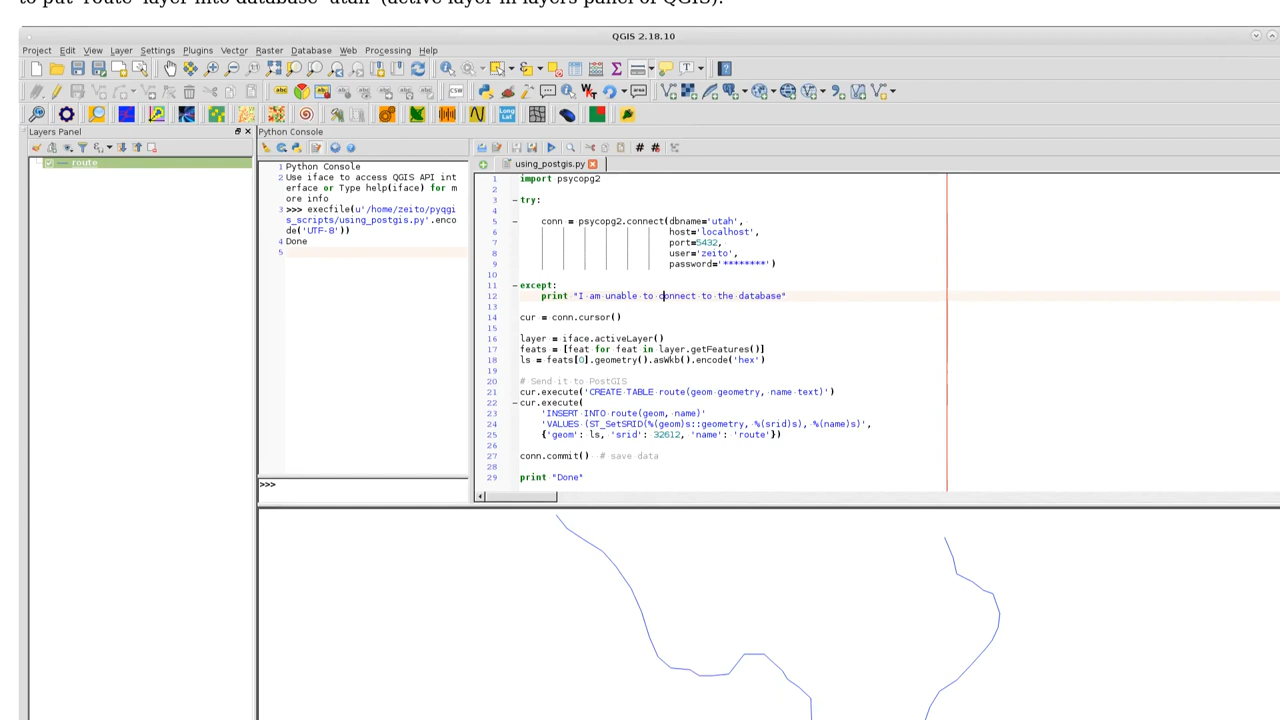 to put 'route' layer into database 'utah' (active layer in layers panel of QGIS):
QGIS 2.18.10
Project Edit View Layer Settings Plugins Vector Raster Database Web Processing Help
Layers Panel
route
Python Console
1 Python Console
2 Use iface to access QGIS API int
erface or Type help(iface) for m
ore info
3 >>> execfile(u'/home/zeito/pyqgi
s_scripts/using_postgis.py'.enco
de('UTF-8'))
4 Done
5
>>>
using_postgis.py
1 import psycopg2
2
3 try:
4
5 conn = psycopg2.connect(dbname='utah',
6 host='localhost',
7 port=5432,
8 user='zeito',
9 password='********')
10
11 except:
12 print "I am unable to connect to the database"
13
14 cur = conn.cursor()
15
16 layer = iface.activeLayer()
17 feats = [feat for feat in layer.getFeatures()]
18 ls = feats[0].geometry().asWkb().encode('hex')
19
20 # Send it to PostGIS
21 cur.execute('CREATE TABLE route(geom geometry, name text)')
22 cur.execute(
23 'INSERT INTO route(geom, name)'
24 'VALUES (ST_SetSRID(%(geom)s::geometry, %(srid)s), %(name)s)',
25 {'geom': ls, 'srid': 32612, 'name': 'route'})
26
27 conn.commit() # save data
28
29 print "Done"